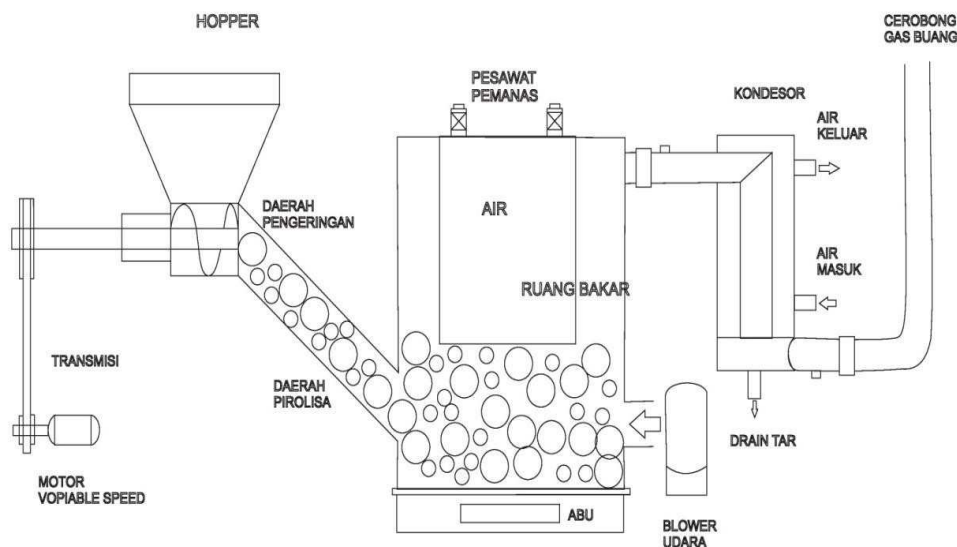 HOPPER
CEROBONG
GAS BUANG
PESAWAT
PEMANAS
KONDESOR
AIR
KELUAR
DAERAH
PENGERINGAN
AIR
AIR
MASUK
RUANG BAKAR
TRANSMISI
DAERAH
PIROLISA
DRAIN TAR
MOTOR
VOPIABLE SPEED
ABU
BLOWER
UDARA